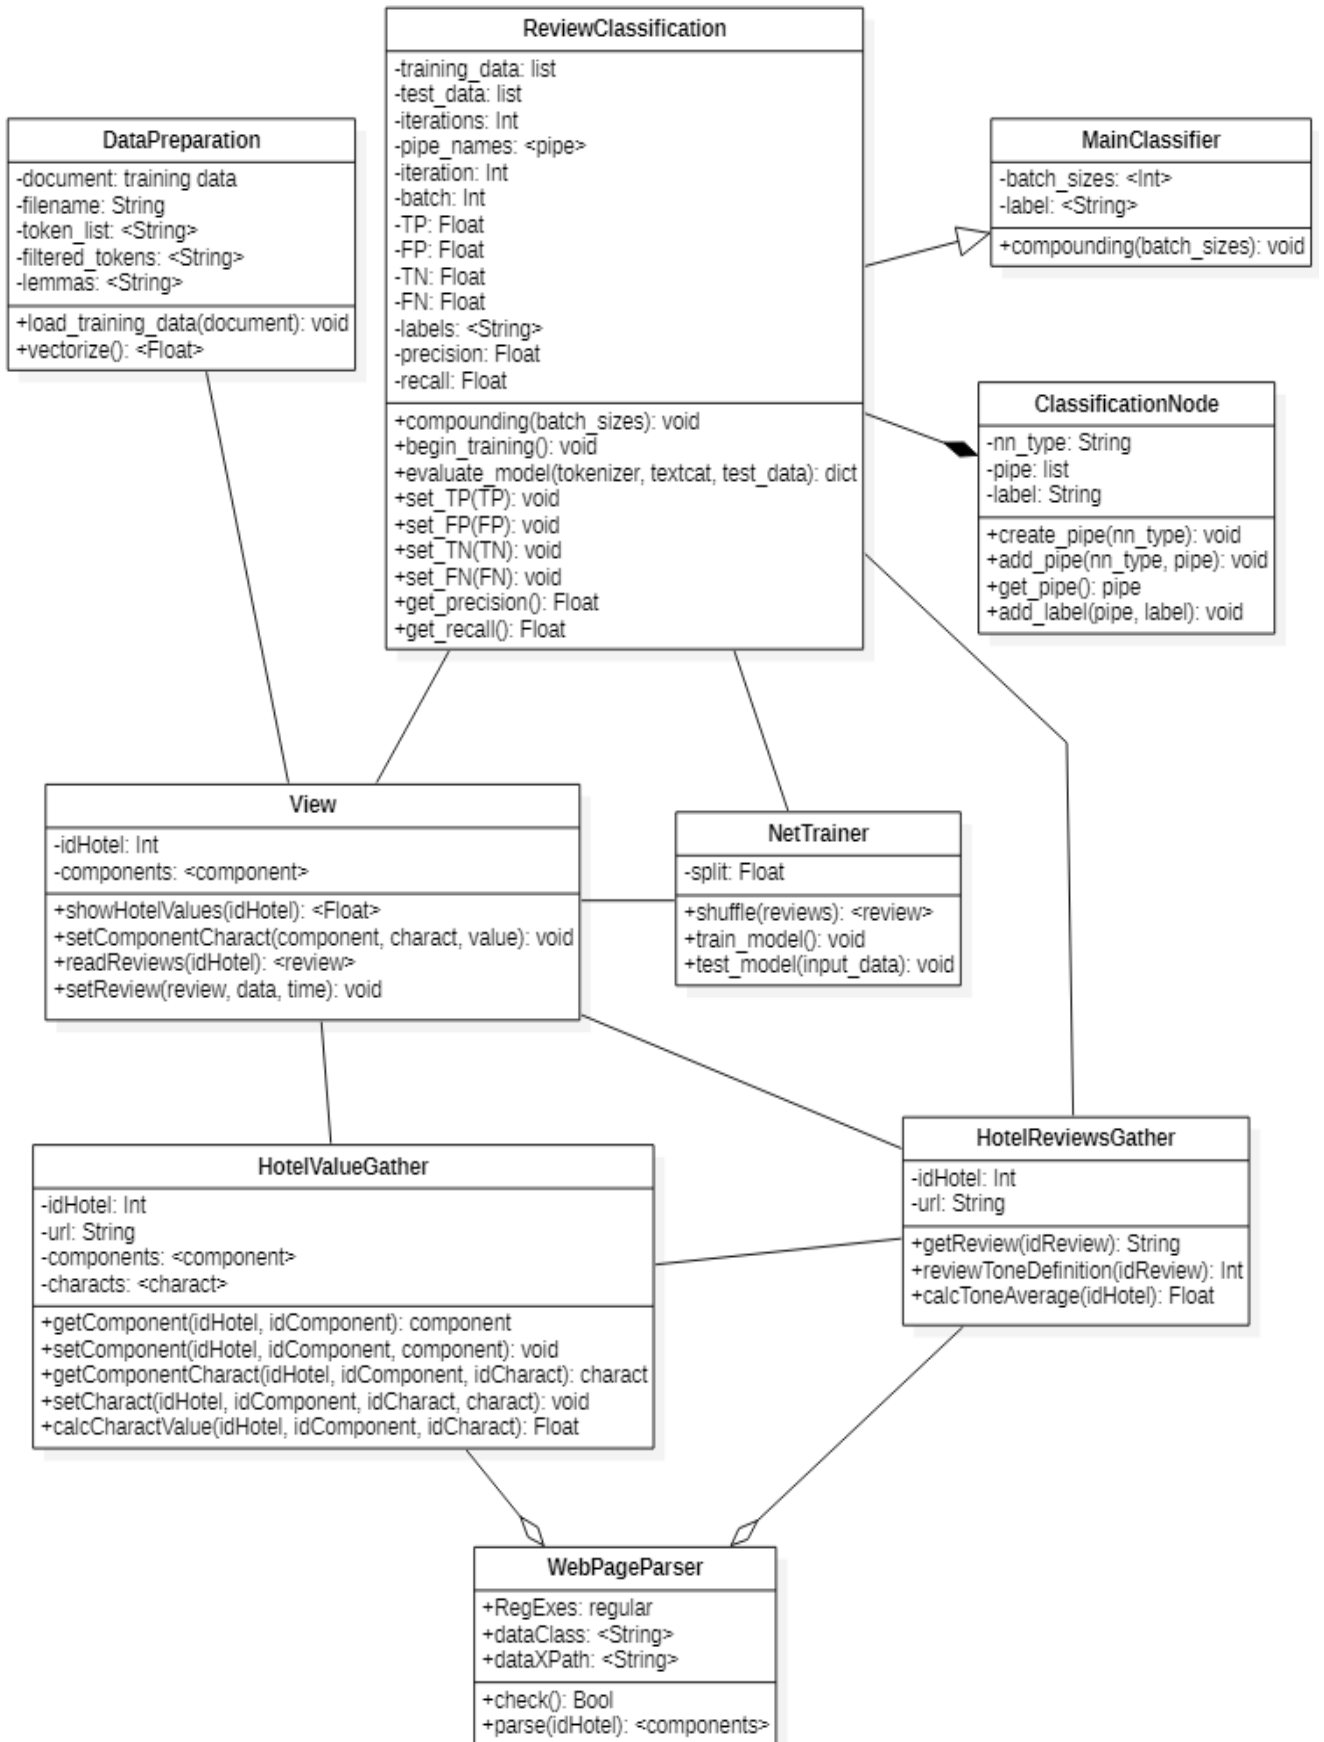 ReviewClassification
-training_data: list
-test_data: list
-iterations: Int
-pipe_names: <pipe>
-iteration: Int
-batch: Int
-TP: Float
-FP: Float
-TN: Float
-FN: Float
-labels: <String>
-precision: Float
-recall: Float
+compounding(batch_sizes): void
+begin_training(): void
+evaluate_model(tokenizer, textcat, test_data): dict
+set_TP(TP): void
+set_FP(FP): void
+set_TN(TN): void
+set_FN(FN): void
+get_precision(): Float
+get_recall(): Float
DataPreparation
-document: training data
-filename: String
-token_list: <String>
-filtered_tokens: <String>
-lemmas: <String>
+load_training_data(document): void
+vectorize(): <Float>
MainClassifier
-batch_sizes: <Int>
-label: <String>
+compounding(batch_sizes): void
ClassificationNode
-nn_type: String
-pipe: list
-label: String
+create_pipe(nn_type): void
+add_pipe(nn_type, pipe): void
+get_pipe(): pipe
+add_label(pipe, label): void
View
-idHotel: Int
-components: <component>
+showHotelValues(idHotel): <Float>
+setComponentCharact(component, charact, value): void
+readReviews(idHotel): <review>
+setReview(review, data, time): void
NetTrainer
-split: Float
+shuffle(reviews): <review>
+train_model(): void
+test_model(input_data): void
HotelValueGather
-idHotel: Int
-url: String
-components: <component>
-characts: <charact>
+getComponent(idHotel, idComponent): component
+setComponent(idHotel, idComponent, component): void
+getComponentCharact(idHotel, idComponent, idCharact): charact
+setCharact(idHotel, idComponent, idCharact, charact): void
+calcCharactValue(idHotel, idComponent, idCharact): Float
HotelReviewsGather
-idHotel: Int
-url: String
+getReview(idReview): String
+reviewToneDefinition(idReview): Int
+calcToneAverage(idHotel): Float
WebPageParser
+RegExes: regular
+dataClass: <String>
+dataXPath: <String>
+check(): Bool
+parse(idHotel): <components>